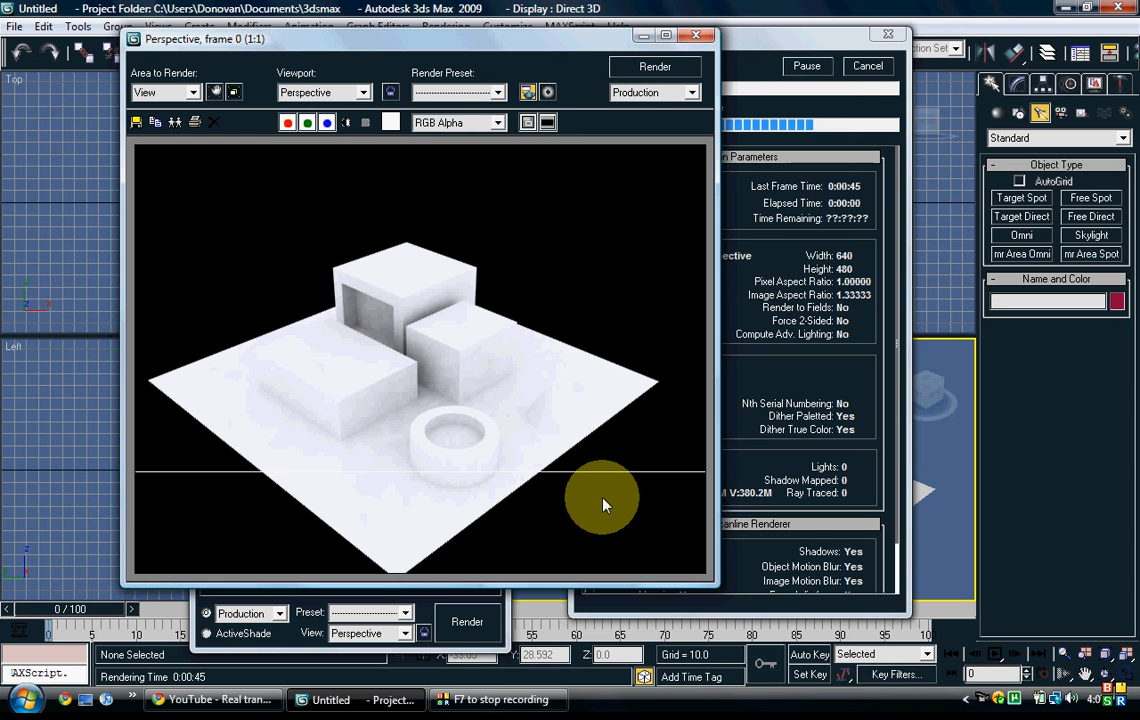 Untitled - Project Folder: C:\Users\Donovan\Documents\3dsmax - Autodesk 3ds Max 2009 - Display : Direct 3D
File Edit Tools Group
Perspective, frame 0 (1:1)
Area to Render:
View
Viewport:
Perspective
Render Preset:
Render
Production
RGB Alpha
Pause
Cancel
ction Set
Top
Left
Parameters
Last Frame Time: 0:00:45
Elapsed Time: 0:00:00
Time Remaining: ??:??:??
ective
Width: 640
Height: 480
Pixel Aspect Ratio: 1.00000
Image Aspect Ratio: 1.33333
Render to Fields: No
Force 2-Sided: No
Compute Adv. Lighting: No
Nth Serial Numbering: No
Dither Paletted: Yes
Dither True Color: Yes
Lights: 0
Shadow Mapped: 0
M V:380.2M
Ray Traced: 0
anline Renderer
Shadows: Yes
Object Motion Blur: Yes
Image Motion Blur: Yes
Standard
- Object Type
AutoGrid
Target Spot Free Spot
Target Direct Free Direct
Omni Skylight
mr Area Omni mr Area Spot
- Name and Color
Production
Preset:
ActiveShade
View: Perspective
Render
< 0 / 100 >
0 5 10 15
55 60 65 70 75 80 85 90 95 100
None Selected
Y: 28.592
Z: 0.0
Grid = 10.0
Auto Key
Selected
AXScript.
Rendering Time 0:00:45
Add Time Tag
Set Key
Key Filters...
0
YouTube - Real tran...
Untitled - Project...
F7 to stop recording